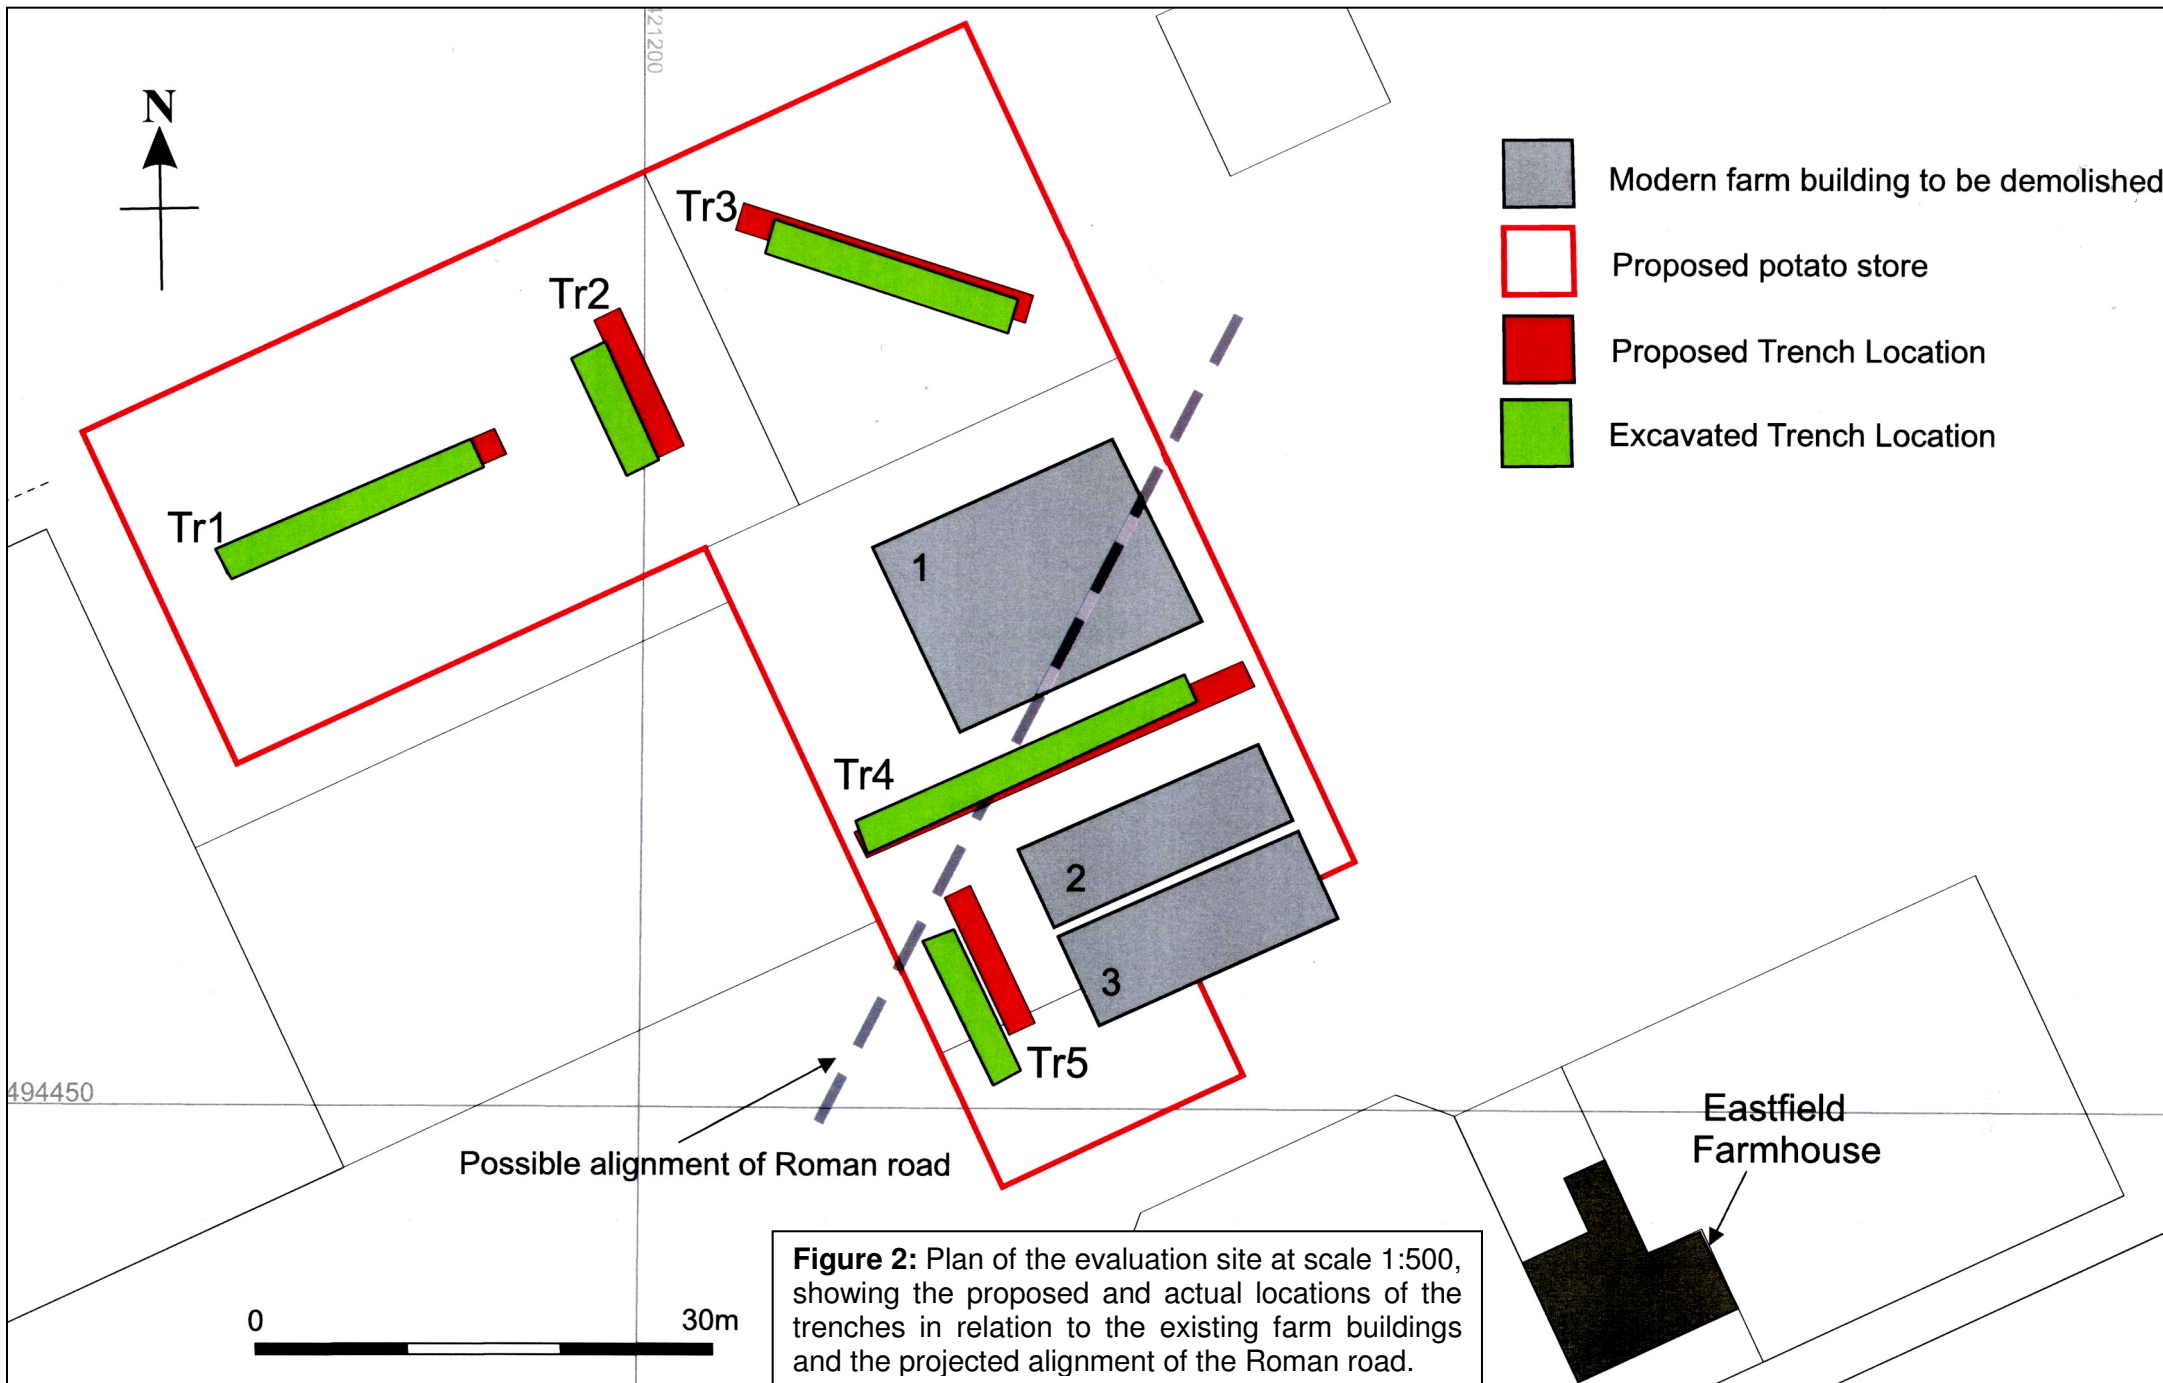 N
421200
Tr3
Tr2
Tr1
1
Tr4
2
3
Tr5
Modern farm building to be demolished
Proposed potato store
Proposed Trench Location
Excavated Trench Location
494450
Possible alignment of Roman road
Eastfield
Farmhouse
0
30m
Figure 2: Plan of the evaluation site at scale 1:500,
showing the proposed and actual locations of the
trenches in relation to the existing farm buildings
and the projected alignment of the Roman road.